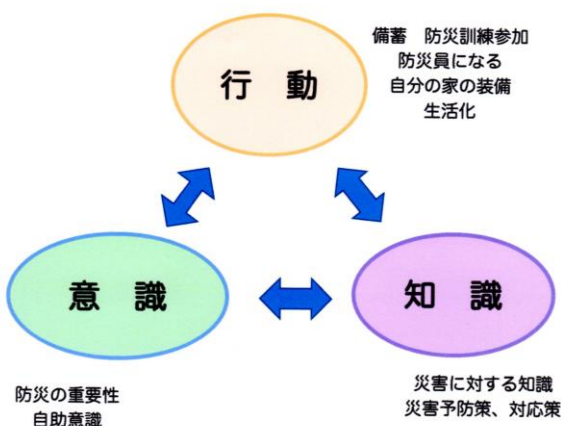 行 動
備蓄 防災訓練参加
防災員になる
自分の家の装備
生活化
意 識
知 識
防災の重要性
自助意識
災害に対する知識
災害予防策、対応策